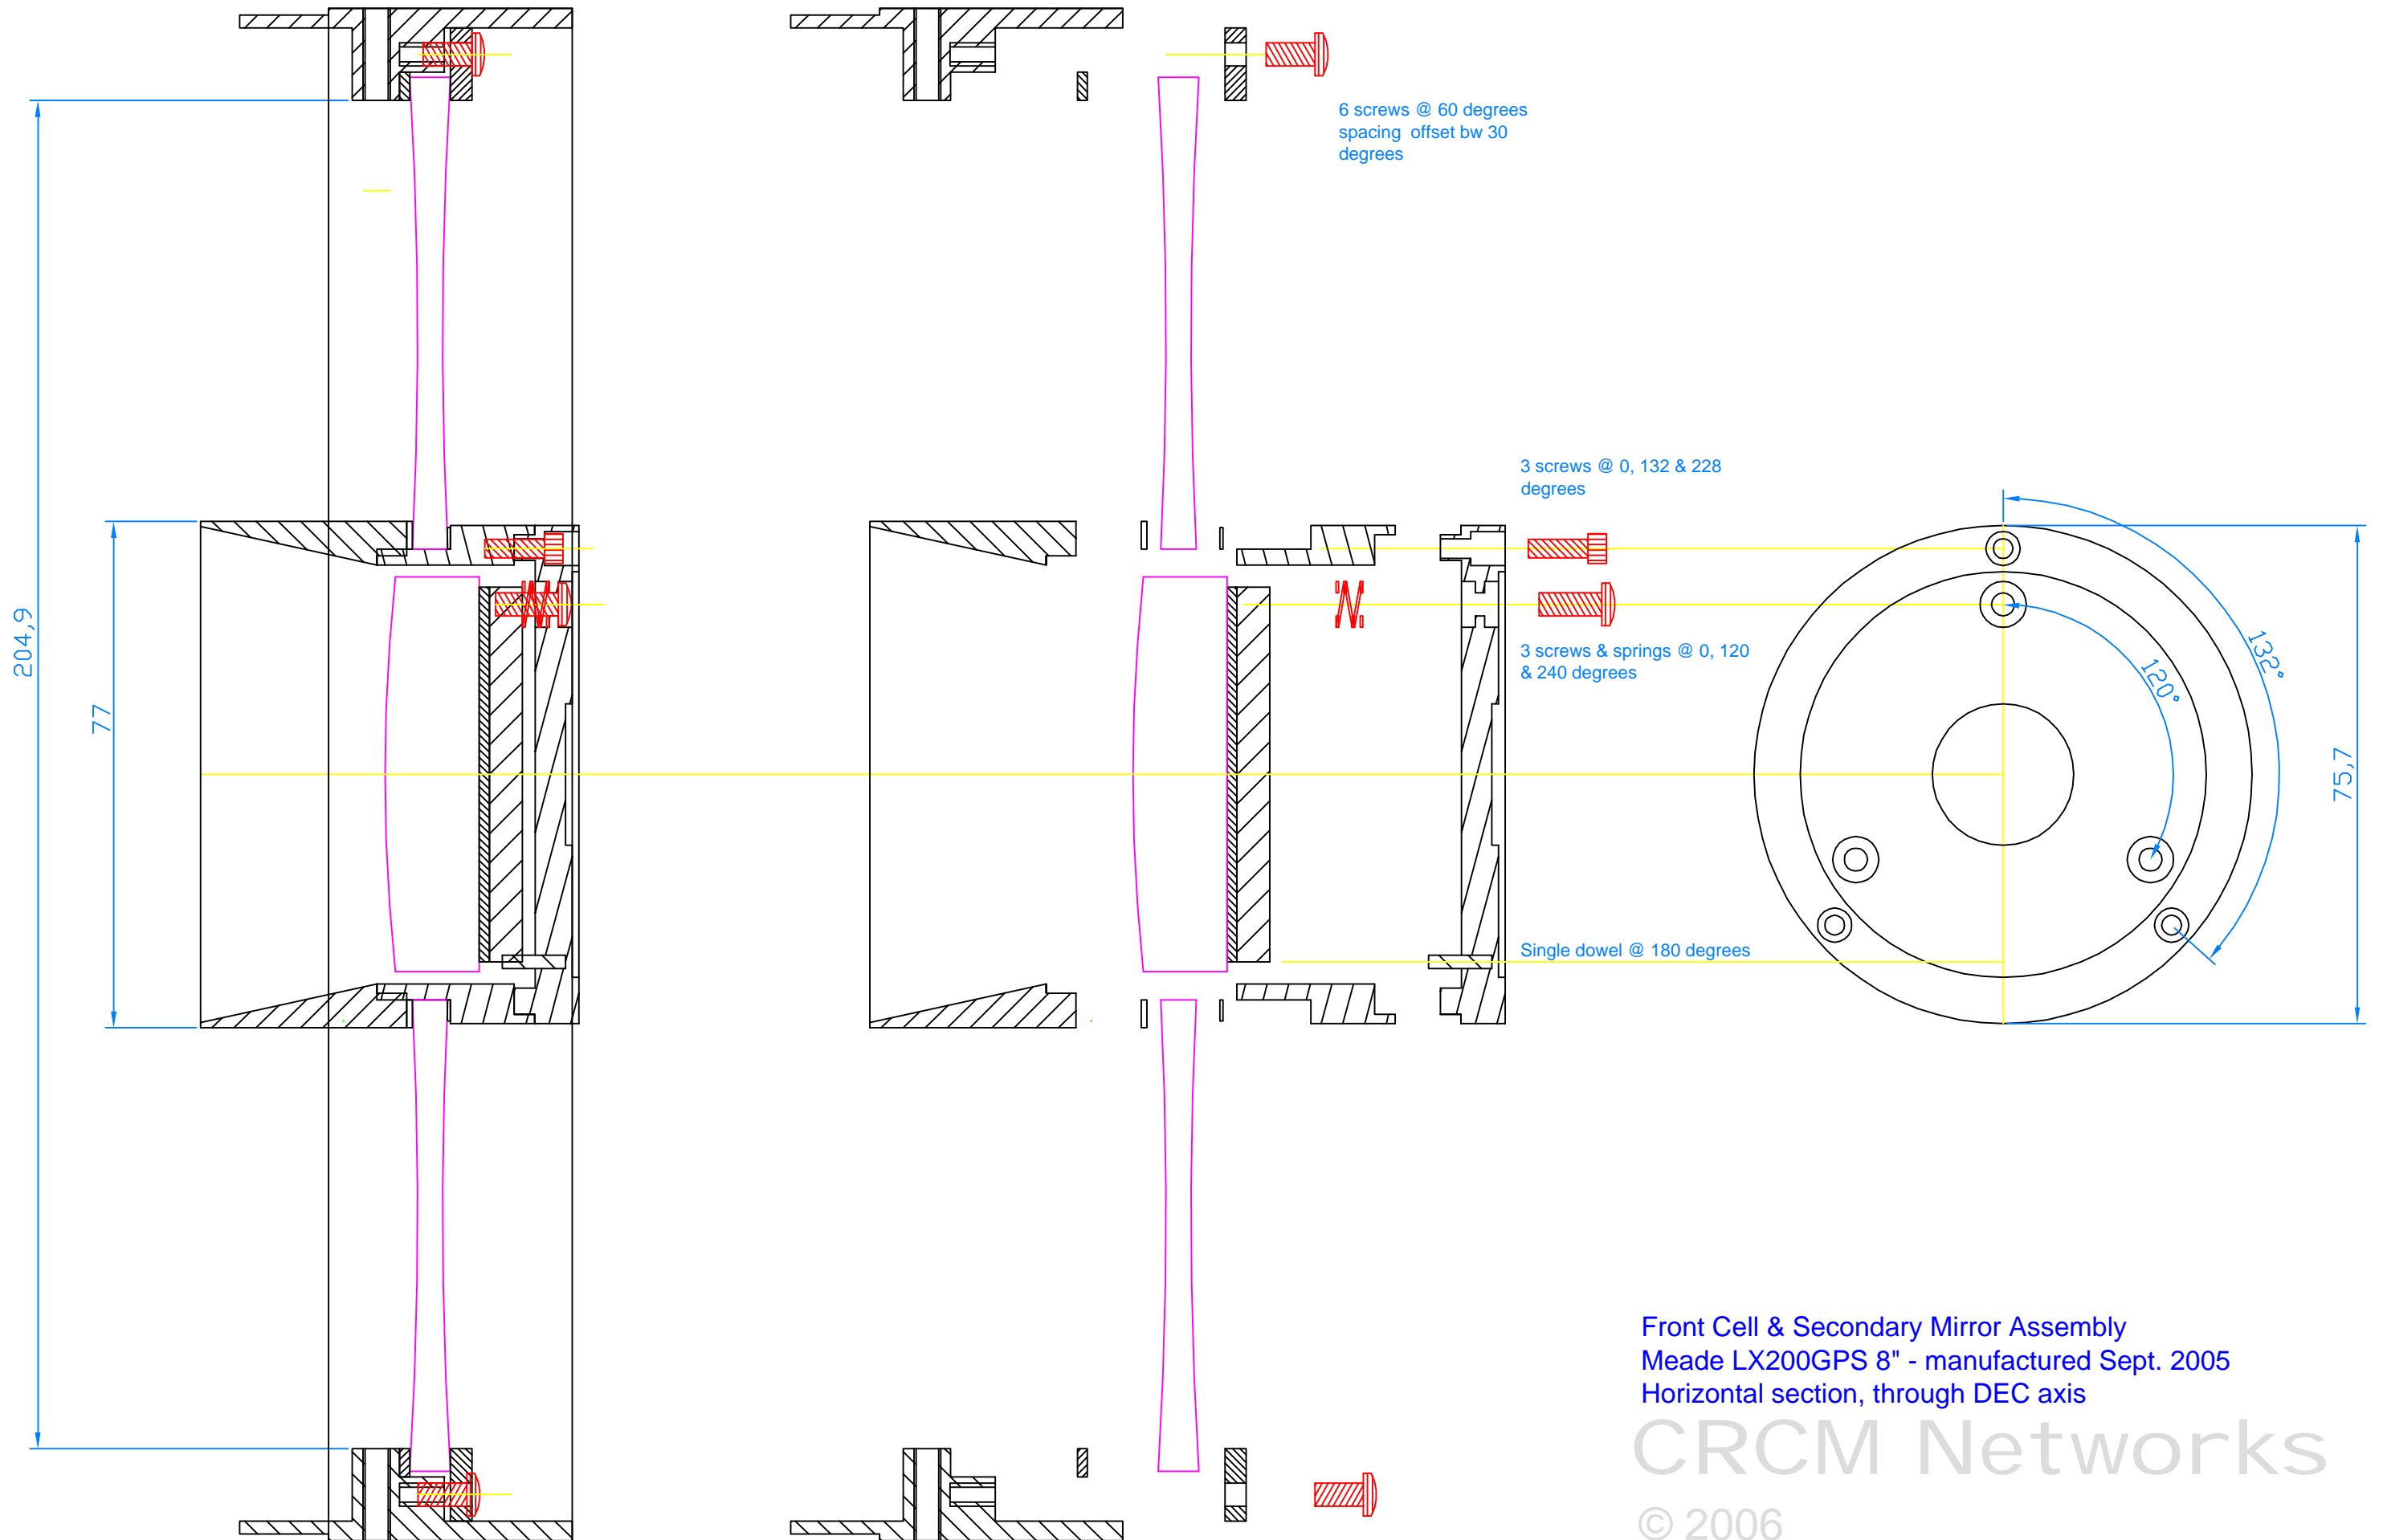 6 screws @ 60 degrees
spacing offset bw 30
degrees
3 screws @ 0, 132 & 228
degrees
204,9
77
3 screws & springs @ 0, 120
& 240 degrees
132°
120°
75,7
Single dowel @ 180 degrees
Front Cell & Secondary Mirror Assembly
Meade LX200GPS 8" - manufactured Sept. 2005
Horizontal section, through DEC axis
CRCM Networks
© 2006